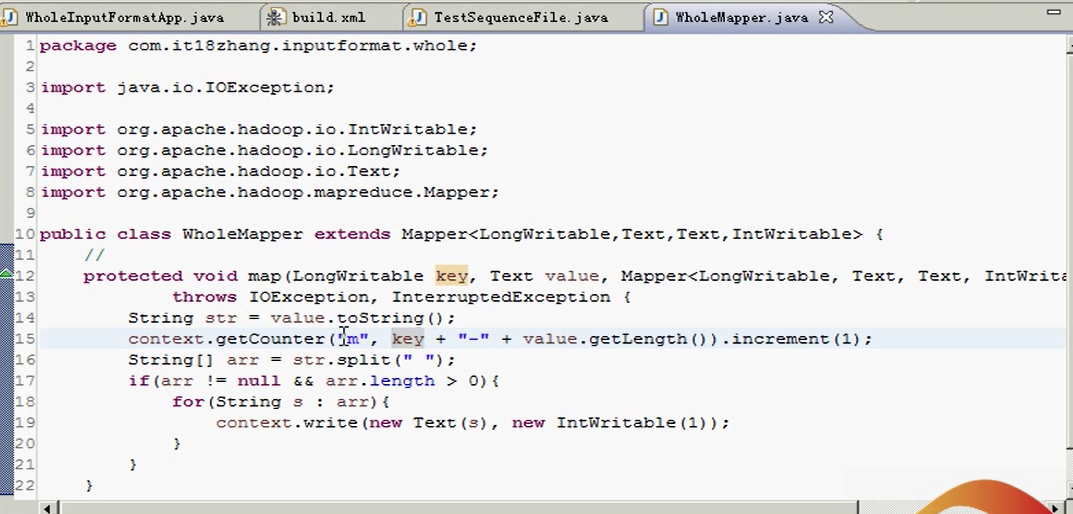 WholeInputFormatApp.java build.xml TestSequenceFile.java WholeMapper.java
1 package com.it18zhang.inputformat.whole;
2
3 import java.io.IOException;
4
5 import org.apache.hadoop.io.IntWritable;
6 import org.apache.hadoop.io.LongWritable;
7 import org.apache.hadoop.io.Text;
8 import org.apache.hadoop.mapreduce.Mapper;
9
10 public class WholeMapper extends Mapper<LongWritable,Text,Text,IntWritable> {
11 //
12 protected void map(LongWritable key, Text value, Mapper<LongWritable, Text, Text, IntWrita
13 throws IOException, InterruptedException {
14 String str = value.toString();
15 context.getCounter("m", key + "-" + value.getLength()).increment(1);
16 String[] arr = str.split(" ");
17 if(arr != null && arr.length > 0){
18 for(String s : arr){
19 context.write(new Text(s), new IntWritable(1));
20 }
21 }
22 }